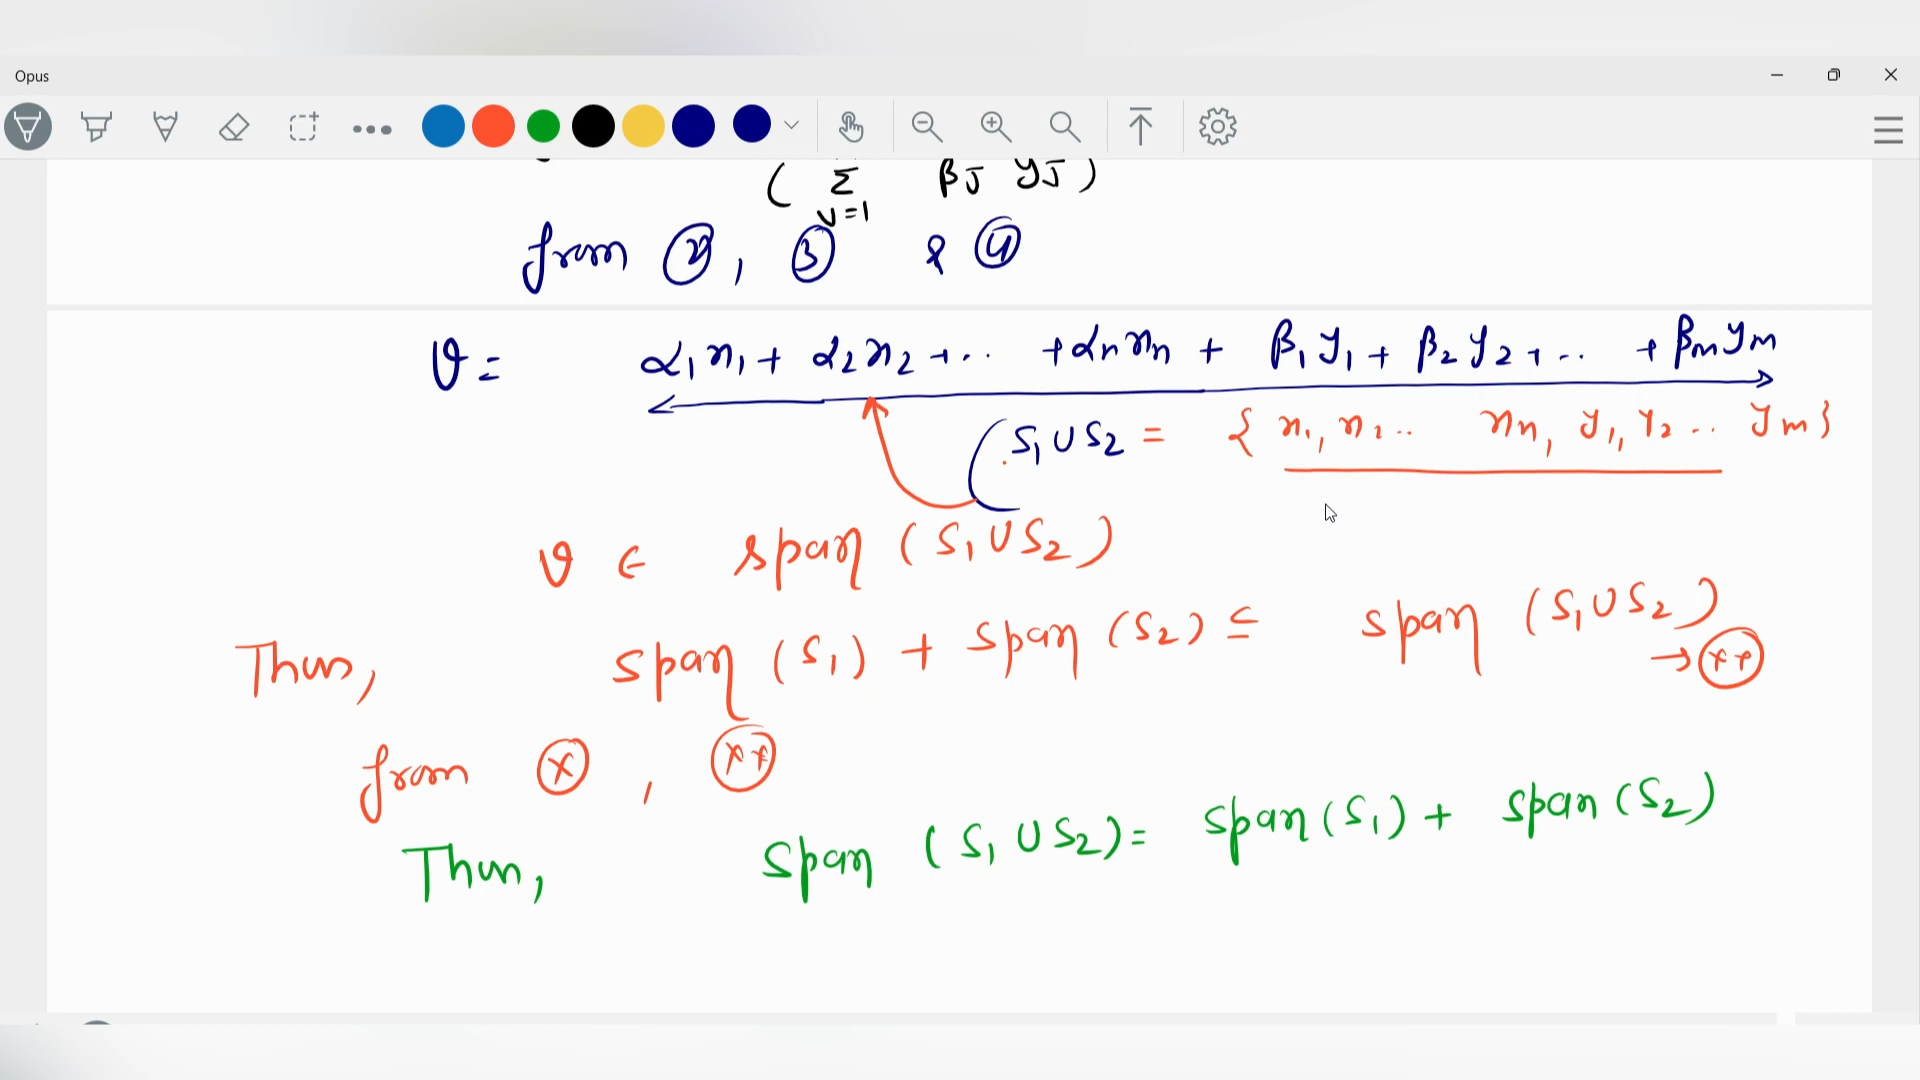 Opus
( Σ βJ yJ )
v=1
from ②, ③ & ④
v = α1x1 + α2x2 + .. + αnxn + β1y1 + β2y2 + .. + βmym
S1 ∪ S2 = { x1, x2 .. xn, y1, y2 .. ym }
v ∈ span (S1 ∪ S2)
Thus, span (S1) + span (S2) ⊆ span (S1 ∪ S2)
→ (**)
from (*) , (**)
Thus, span (S1 ∪ S2) = span (S1) + span (S2)